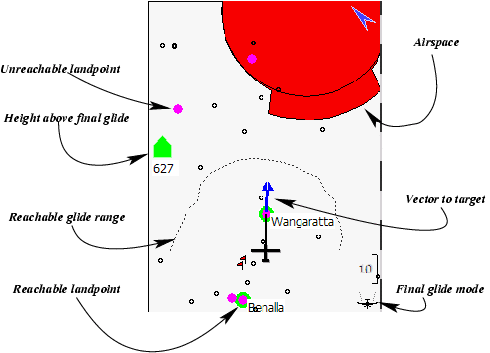 Airspace
Unreachable landpoint
Height above final glide
627
Vector to target
Wangaratta
Reachable glide range
10
Reachable landpoint
Final glide mode
Benalla